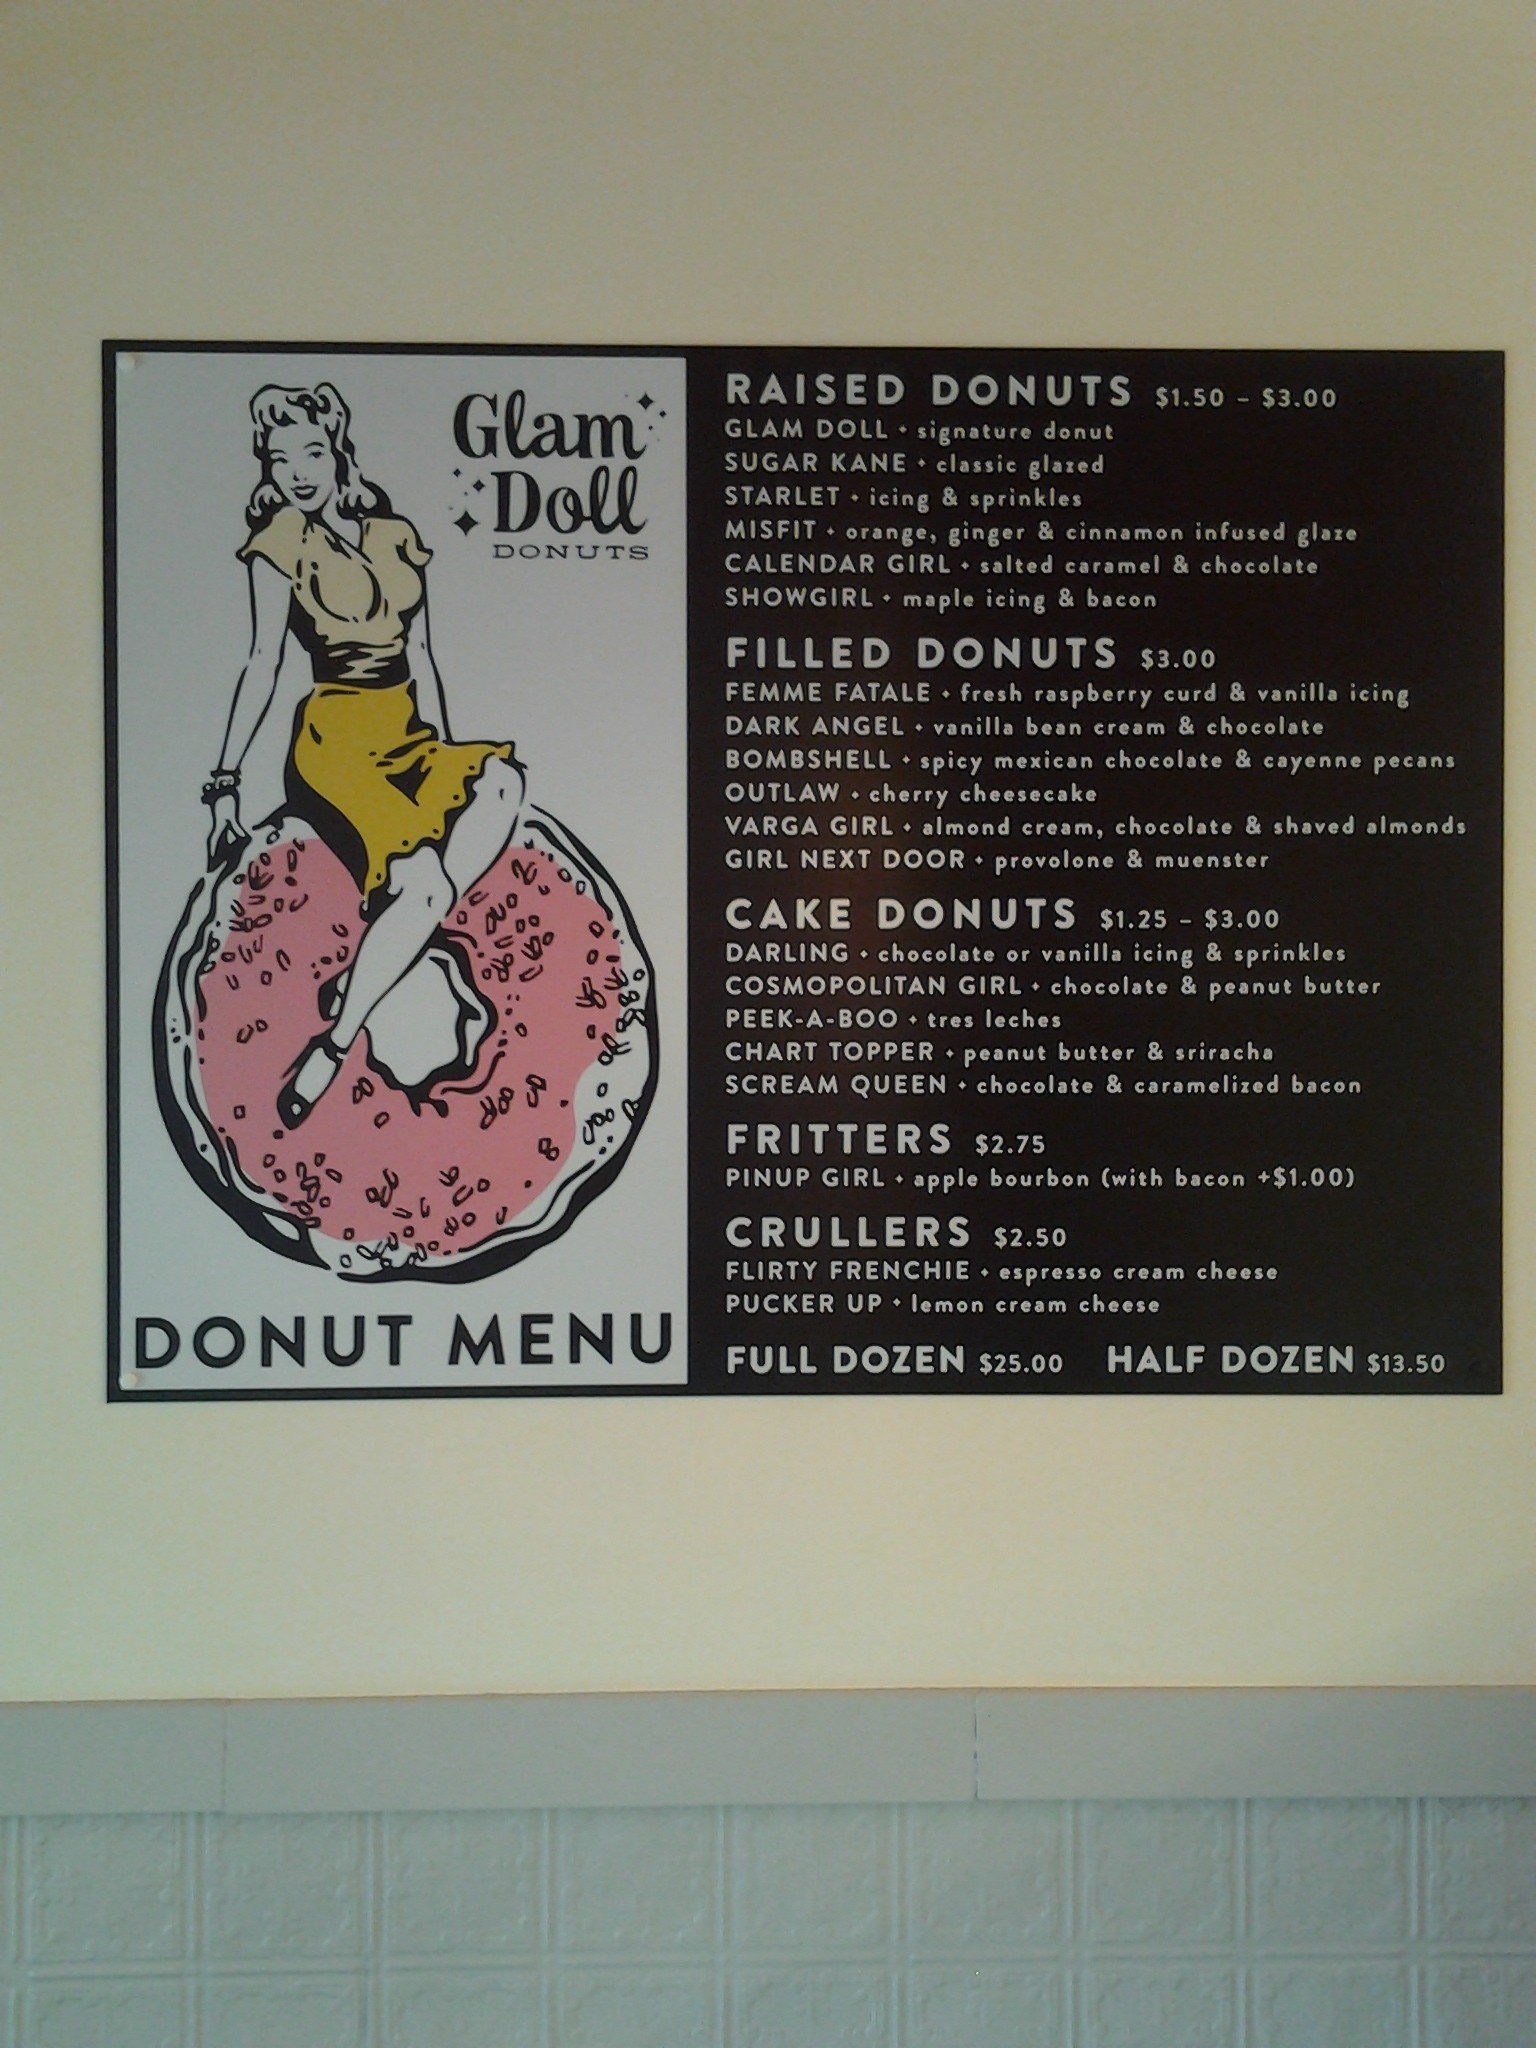 Glam
Doll
DONUTS
DONUT MENU
RAISED DONUTS $1.50 – $3.00
GLAM DOLL • signature donut
SUGAR KANE • classic glazed
STARLET • icing & sprinkles
MISFIT • orange, ginger & cinnamon infused glaze
CALENDAR GIRL • salted caramel & chocolate
SHOWGIRL • maple icing & bacon
FILLED DONUTS $3.00
FEMME FATALE • fresh raspberry curd & vanilla icing
DARK ANGEL • vanilla bean cream & chocolate
BOMBSHELL • spicy mexican chocolate & cayenne pecans
OUTLAW • cherry cheesecake
VARGA GIRL • almond cream, chocolate & shaved almonds
GIRL NEXT DOOR • provolone & muenster
CAKE DONUTS $1.25 – $3.00
DARLING • chocolate or vanilla icing & sprinkles
COSMOPOLITAN GIRL • chocolate & peanut butter
PEEK-A-BOO • tres leches
CHART TOPPER • peanut butter & sriracha
SCREAM QUEEN • chocolate & caramelized bacon
FRITTERS $2.75
PINUP GIRL • apple bourbon (with bacon +$1.00)
CRULLERS $2.50
FLIRTY FRENCHIE • espresso cream cheese
PUCKER UP • lemon cream cheese
FULL DOZEN $25.00 HALF DOZEN $13.50